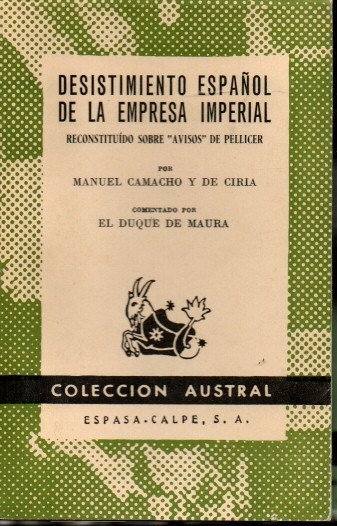 DESISTIMIENTO ESPAÑOL
DE LA EMPRESA IMPERIAL
RECONSTITUÍDO SOBRE "AVISOS" DE PELLICER
POR
MANUEL CAMACHO Y DE CIRIA
COMENTADO POR
EL DUQUE DE MAURA
COLECCION AUSTRAL
ESPASA-CALPE, S. A.